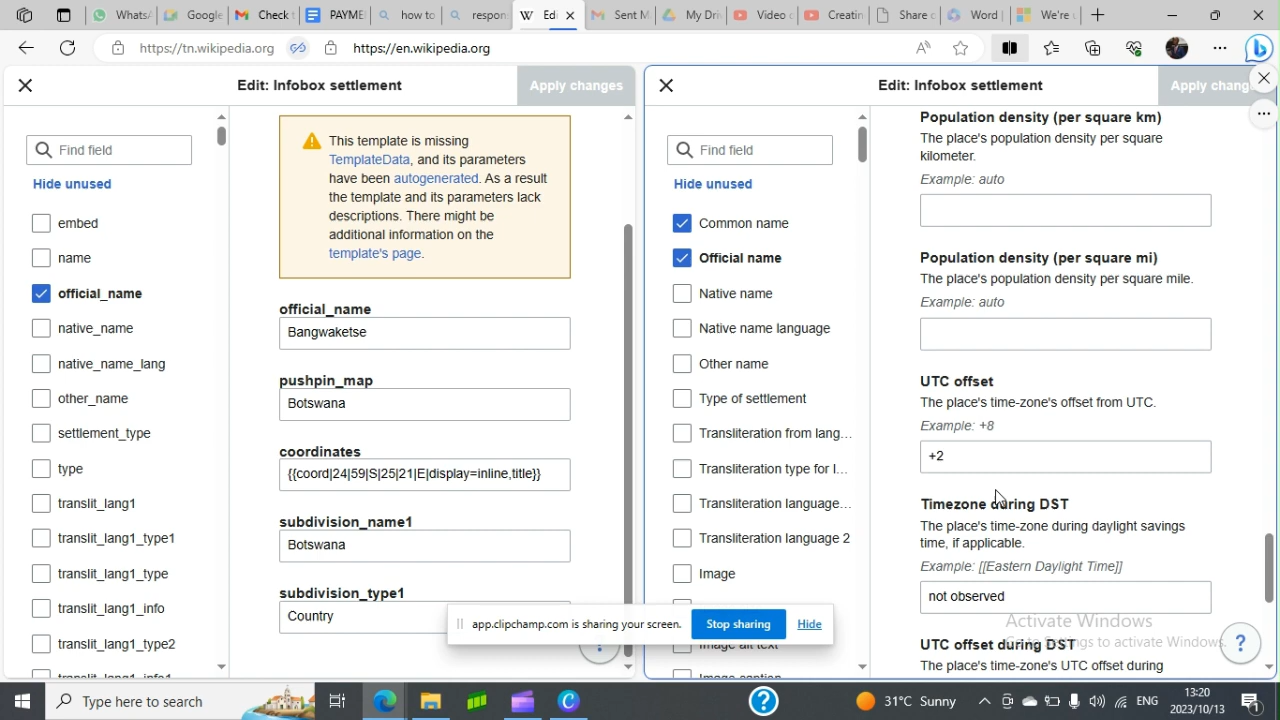 WhatsA
Google
Check t
PAYME
how to
respon
Edi
Sent M
My Dri
Video c
Creatin
Share c
Word
We're u
https://tn.wikipedia.org
https://en.wikipedia.org
Edit: Infobox settlement
Apply changes
Edit: Infobox settlement
Apply chang
Find field
Hide unused
embed
name
official_name
native_name
native_name_lang
other_name
settlement_type
type
translit_lang1
translit_lang1_type1
translit_lang1_type
translit_lang1_info
translit_lang1_type2
translit_lang1_info1
This template is missing
TemplateData, and its parameters
have been autogenerated. As a result
the template and its parameters lack
descriptions. There might be
additional information on the
template's page.
official_name
Bangwaketse
pushpin_map
Botswana
coordinates
{{coord|24|59|S|25|21|E|display=inline,title}}
subdivision_name1
Botswana
subdivision_type1
Country
Find field
Hide unused
Common name
Official name
Native name
Native name language
Other name
Type of settlement
Transliteration from lang...
Transliteration type for l...
Transliteration language...
Transliteration language 2
Image
Image alt text
Image caption
Population density (per square km)
The place's population density per square
kilometer.
Example: auto
Population density (per square mi)
The place's population density per square mile.
Example: auto
UTC offset
The place's time-zone's offset from UTC.
Example: +8
+2
Timezone during DST
The place's time-zone during daylight savings
time, if applicable.
Example: [[Eastern Daylight Time]]
not observed
UTC offset during DST
The place's time-zone's UTC offset during
Activate Windows
Go to Settings to activate Windows.
app.clipchamp.com is sharing your screen.
Stop sharing
Hide
Type here to search
31°C Sunny
ENG
13:20
2023/10/13